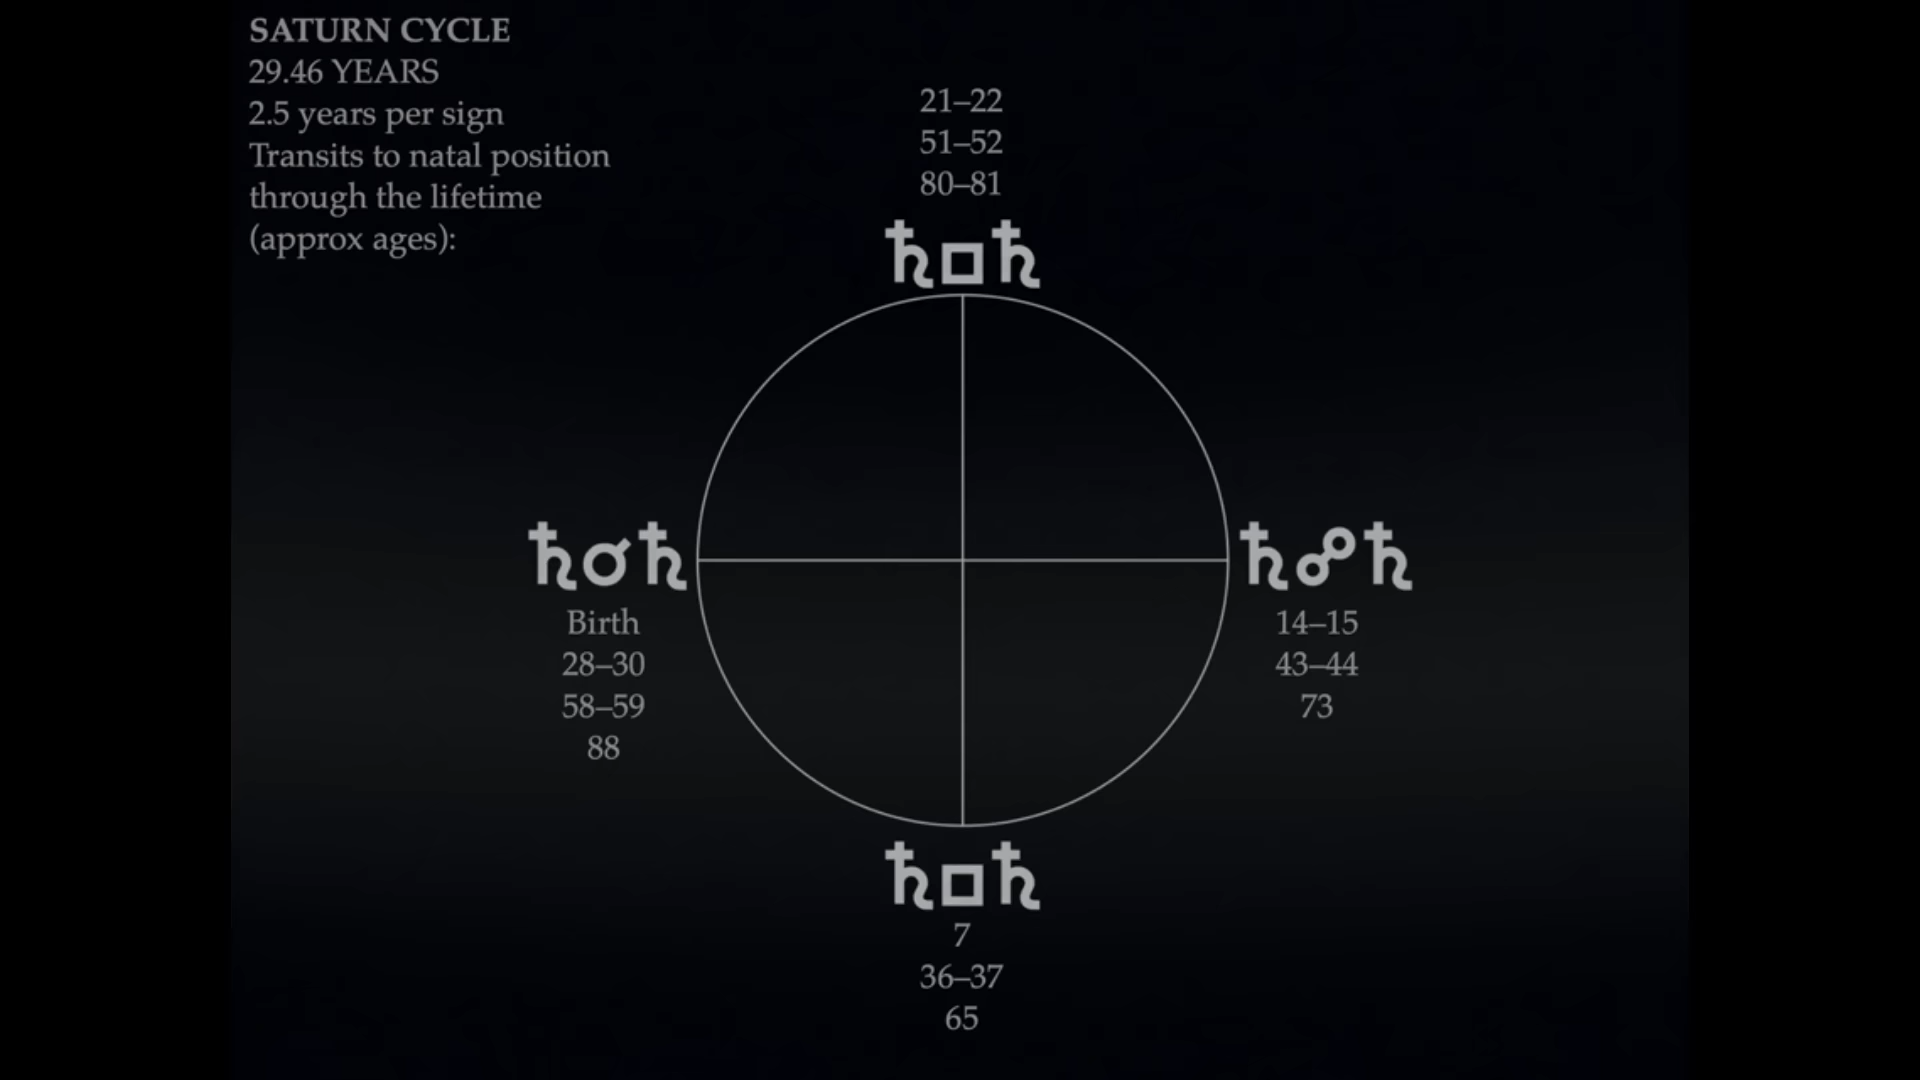 SATURN CYCLE
29.46 YEARS
2.5 years per sign
Transits to natal position
through the lifetime
(approx ages):
21–22
51–52
80–81
♄□♄
♄☌♄
Birth
28–30
58–59
88
♄☍♄
14–15
43–44
73
♄□♄
7
36–37
65